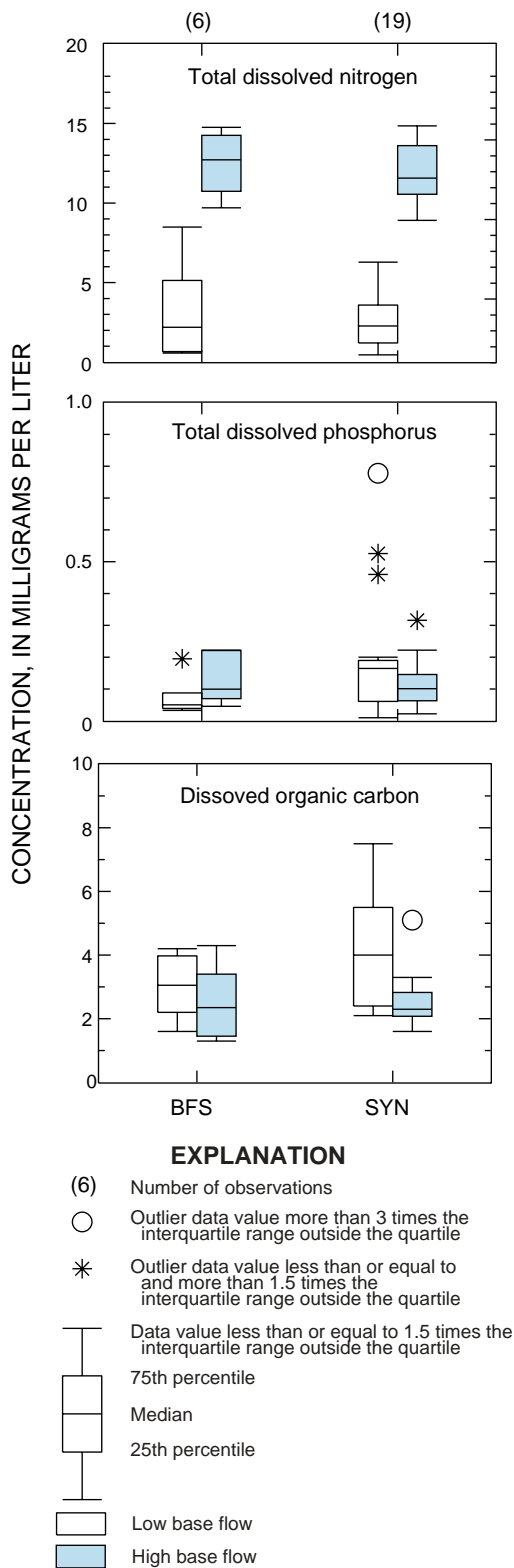 (6) (19)
CONCENTRATION, IN MILLIGRAMS PER LITER
20
Total dissolved nitrogen
15
10
5
0
1.0
Total dissolved phosphorus
0.5
0
10
Dissoved organic carbon
8
6
4
2
0
BFS SYN
EXPLANATION
(6) Number of observations
Outlier data value more than 3 times the
interquartile range outside the quartile
Outlier data value less than or equal to
and more than 1.5 times the
interquartile range outside the quartile
Data value less than or equal to 1.5 times the
interquartile range outside the quartile
75th percentile
Median
25th percentile
Low base flow
High base flow